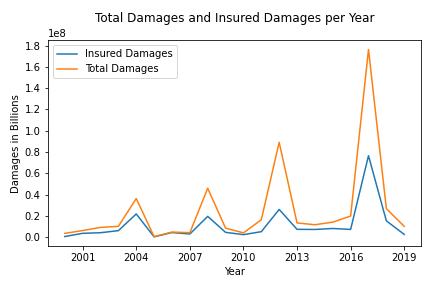 Total Damages and Insured Damages per Year
1e8
Insured Damages
Total Damages
1.8
1.6
1.4
1.2
1.0
0.8
0.6
0.4
0.2
0.0
Damages in Billions
2001 2004 2007 2010 2013 2016 2019
Year